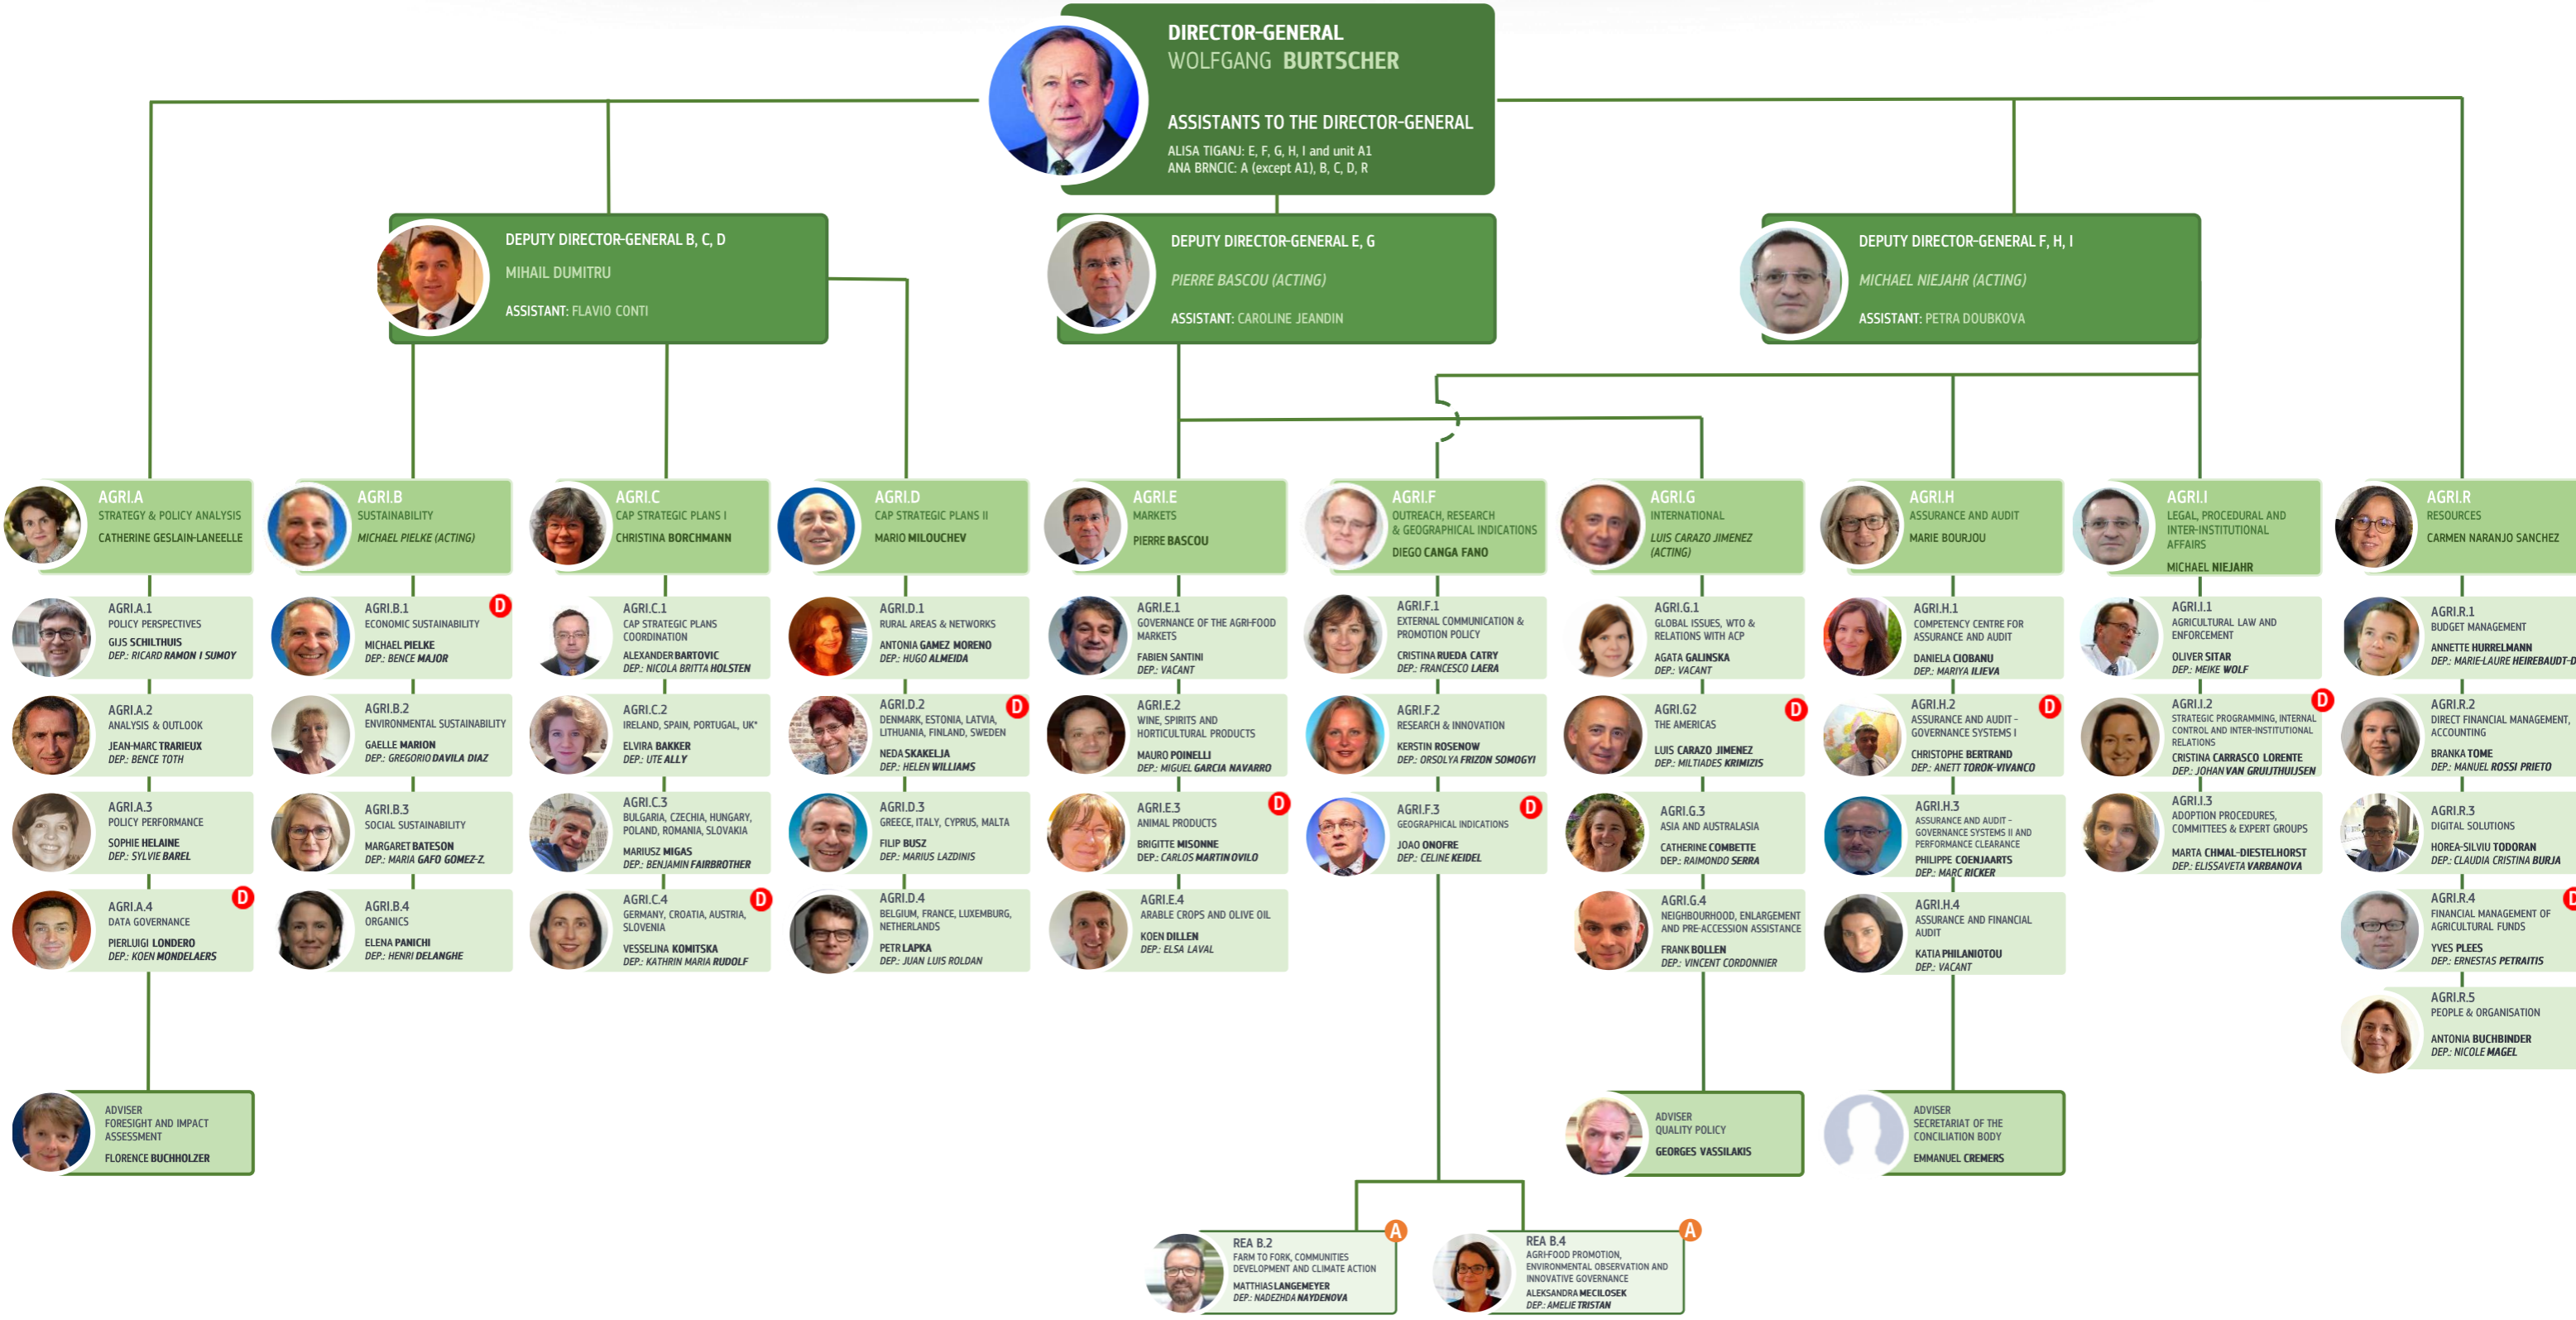 DIRECTOR-GENERAL
WOLFGANG BURTSCHER
ASSISTANTS TO THE DIRECTOR-GENERAL
ALISA TIGANJ: E, F, G, H, I and unit A1
ANA BRNCIC: A (except A1), B, C, D, R
DEPUTY DIRECTOR-GENERAL B, C, D
MIHAIL DUMITRU
ASSISTANT: FLAVIO CONTI
DEPUTY DIRECTOR-GENERAL E, G
PIERRE BASCOU (ACTING)
ASSISTANT: CAROLINE JEANDIN
DEPUTY DIRECTOR-GENERAL F, H, I
MICHAEL NIEJAHR (ACTING)
ASSISTANT: PETRA DOUBKOVA
AGRI.A
STRATEGY & POLICY ANALYSIS
CATHERINE GESLAIN-LANEELLE
AGRI.A.1
POLICY PERSPECTIVES
GIJS SCHILTHUIS
DEP.: RICARD RAMON I SUMOY
AGRI.A.2
ANALYSIS & OUTLOOK
JEAN-MARC TRARIEUX
DEP.: BENCE TOTH
AGRI.A.3
POLICY PERFORMANCE
SOPHIE HELAINE
DEP.: SYLVIE BAREL
D
AGRI.A.4
DATA GOVERNANCE
PIERLUIGI LONDERO
DEP.: KOEN MONDELAERS
ADVISER
FORESIGHT AND IMPACT
ASSESSMENT
FLORENCE BUCHHOLZER
AGRI.B
SUSTAINABILITY
MICHAEL PIELKE (ACTING)
D
AGRI.B.1
ECONOMIC SUSTAINABILITY
MICHAEL PIELKE
DEP.: BENCE MAJOR
AGRI.B.2
ENVIRONMENTAL SUSTAINABILITY
GAELLE MARION
DEP.: GREGORIO DAVILA DIAZ
AGRI.B.3
SOCIAL SUSTAINABILITY
MARGARET BATESON
DEP.: MARIA GAFO GOMEZ-Z.
AGRI.B.4
ORGANICS
ELENA PANICHI
DEP.: HENRI DELANGHE
AGRI.C
CAP STRATEGIC PLANS I
CHRISTINA BORCHMANN
AGRI.C.1
CAP STRATEGIC PLANS
COORDINATION
ALEXANDER BARTOVIC
DEP.: NICOLA BRITTA HOLSTEN
AGRI.C.2
IRELAND, SPAIN, PORTUGAL, UK*
ELVIRA BAKKER
DEP.: UTE ALLY
AGRI.C.3
BULGARIA, CZECHIA, HUNGARY,
POLAND, ROMANIA, SLOVAKIA
MARIUSZ MIGAS
DEP.: BENJAMIN FAIRBROTHER
D
AGRI.C.4
GERMANY, CROATIA, AUSTRIA,
SLOVENIA
VESSELINA KOMITSKA
DEP.: KATHRIN MARIA RUDOLF
AGRI.D
CAP STRATEGIC PLANS II
MARIO MILOUCHEV
AGRI.D.1
RURAL AREAS & NETWORKS
ANTONIA GAMEZ MORENO
DEP.: HUGO ALMEIDA
D
AGRI.D.2
DENMARK, ESTONIA, LATVIA,
LITHUANIA, FINLAND, SWEDEN
NEDA SKAKELJA
DEP.: HELEN WILLIAMS
AGRI.D.3
GREECE, ITALY, CYPRUS, MALTA
FILIP BUSZ
DEP.: MARIUS LAZDINIS
AGRI.D.4
BELGIUM, FRANCE, LUXEMBURG,
NETHERLANDS
PETR LAPKA
DEP.: JUAN LUIS ROLDAN
AGRI.E
MARKETS
PIERRE BASCOU
AGRI.E.1
GOVERNANCE OF THE AGRI-FOOD
MARKETS
FABIEN SANTINI
DEP.: VACANT
AGRI.E.2
WINE, SPIRITS AND
HORTICULTURAL PRODUCTS
MAURO POINELLI
DEP.: MIGUEL GARCIA NAVARRO
D
AGRI.E.3
ANIMAL PRODUCTS
BRIGITTE MISONNE
DEP.: CARLOS MARTIN OVILO
AGRI.E.4
ARABLE CROPS AND OLIVE OIL
KOEN DILLEN
DEP.: ELSA LAVAL
AGRI.F
OUTREACH, RESEARCH
& GEOGRAPHICAL INDICATIONS
DIEGO CANGA FANO
AGRI.F.1
EXTERNAL COMMUNICATION &
PROMOTION POLICY
CRISTINA RUEDA CATRY
DEP.: FRANCESCO LAERA
AGRI.F.2
RESEARCH & INNOVATION
KERSTIN ROSENOW
DEP.: ORSOLYA FRIZON SOMOGYI
D
AGRI.F.3
GEOGRAPHICAL INDICATIONS
JOAO ONOFRE
DEP.: CELINE KEIDEL
A
REA B.2
FARM TO FORK, COMMUNITIES
DEVELOPMENT AND CLIMATE ACTION
MATTHIAS LANGEMEYER
DEP.: NADEZHDA NAYDENOVA
A
REA B.4
AGRI-FOOD PROMOTION,
ENVIRONMENTAL OBSERVATION AND
INNOVATIVE GOVERNANCE
ALEKSANDRA MECILOSEK
DEP.: AMELIE TRISTAN
AGRI.G
INTERNATIONAL
LUIS CARAZO JIMENEZ
(ACTING)
AGRI.G.1
GLOBAL ISSUES, WTO &
RELATIONS WITH ACP
AGATA GALINSKA
DEP.: VACANT
D
AGRI.G2
THE AMERICAS
LUIS CARAZO JIMENEZ
DEP.: MILTIADES KRIMIZIS
AGRI.G.3
ASIA AND AUSTRALASIA
CATHERINE COMBETTE
DEP.: RAIMONDO SERRA
AGRI.G.4
NEIGHBOURHOOD, ENLARGEMENT
AND PRE-ACCESSION ASSISTANCE
FRANK BOLLEN
DEP.: VINCENT CORDONNIER
ADVISER
QUALITY POLICY
GEORGES VASSILAKIS
AGRI.H
ASSURANCE AND AUDIT
MARIE BOURJOU
AGRI.H.1
COMPETENCY CENTRE FOR
ASSURANCE AND AUDIT
DANIELA CIOBANU
DEP.: MARIYA ILIEVA
D
AGRI.H.2
ASSURANCE AND AUDIT -
GOVERNANCE SYSTEMS I
CHRISTOPHE BERTRAND
DEP.: ANETT TOROK-VIVANCO
AGRI.H.3
ASSURANCE AND AUDIT -
GOVERNANCE SYSTEMS II AND
PERFORMANCE CLEARANCE
PHILIPPE COENJAARTS
DEP.: MARC RICKER
AGRI.H.4
ASSURANCE AND FINANCIAL
AUDIT
KATIA PHILANIOTOU
DEP.: VACANT
ADVISER
SECRETARIAT OF THE
CONCILIATION BODY
EMMANUEL CREMERS
AGRI.I
LEGAL, PROCEDURAL AND
INTER-INSTITUTIONAL
AFFAIRS
MICHAEL NIEJAHR
AGRI.I.1
AGRICULTURAL LAW AND
ENFORCEMENT
OLIVER SITAR
DEP.: MEIKE WOLF
D
AGRI.I.2
STRATEGIC PROGRAMMING, INTERNAL
CONTROL AND INTER-INSTITUTIONAL
RELATIONS
CRISTINA CARRASCO LORENTE
DEP.: JOHAN VAN GRUIJTHUIJSEN
AGRI.I.3
ADOPTION PROCEDURES,
COMMITTEES & EXPERT GROUPS
MARTA CHMAL-DIESTELHORST
DEP.: ELISSAVETA VARBANOVA
AGRI.R
RESOURCES
CARMEN NARANJO SANCHEZ
AGRI.R.1
BUDGET MANAGEMENT
ANNETTE HURRELMANN
DEP.: MARIE-LAURE HEIREBAUDT-D
AGRI.R.2
DIRECT FINANCIAL MANAGEMENT,
ACCOUNTING
BRANKA TOME
DEP.: MANUEL ROSSI PRIETO
AGRI.R.3
DIGITAL SOLUTIONS
HOREA-SILVIU TODORAN
DEP.: CLAUDIA CRISTINA BURJA
D
AGRI.R.4
FINANCIAL MANAGEMENT OF
AGRICULTURAL FUNDS
YVES PLEES
DEP.: ERNESTAS PETRAITIS
AGRI.R.5
PEOPLE & ORGANISATION
ANTONIA BUCHBINDER
DEP.: NICOLE MAGEL